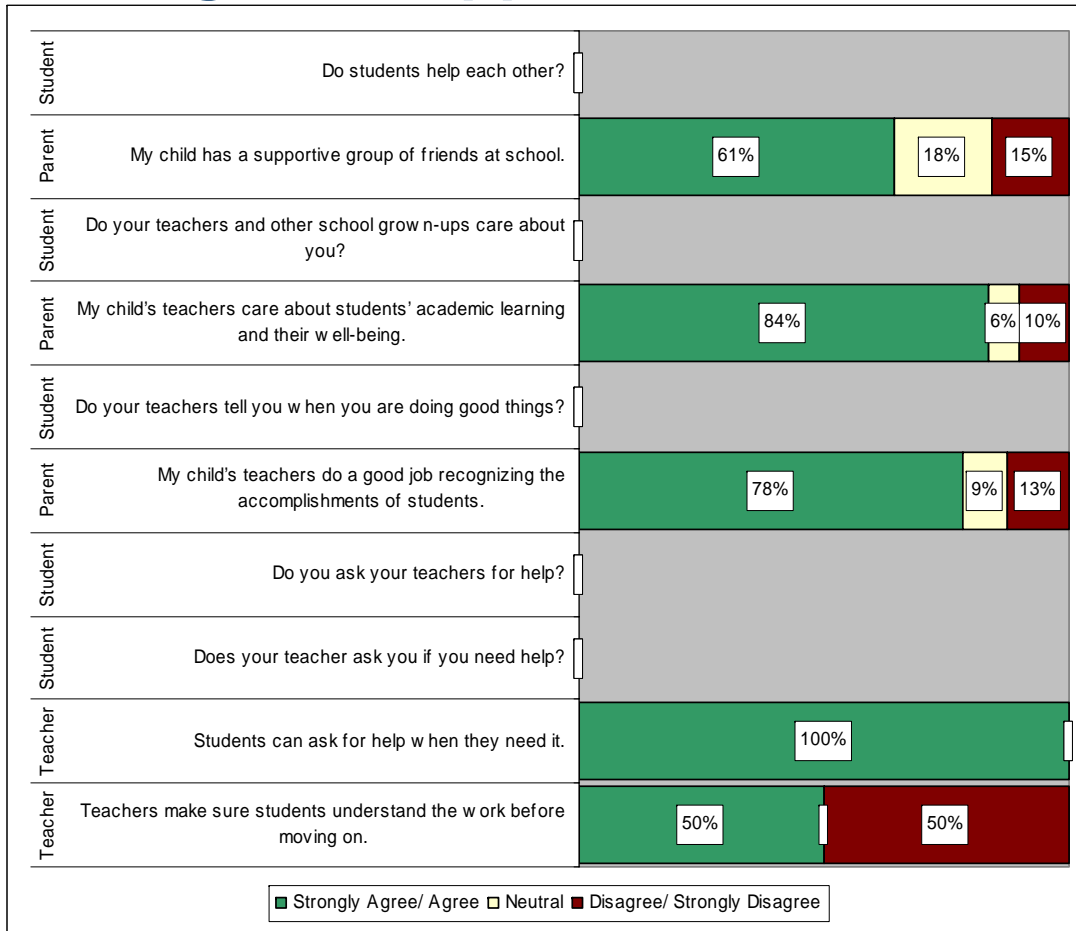 Student
Do students help each other?
Parent
My child has a supportive group of friends at school.
61%
18%
15%
Student
Do your teachers and other school grow n-ups care about
you?
Parent
My child's teachers care about students' academic learning
and their w ell-being.
84%
6%
10%
Student
Do your teachers tell you w hen you are doing good things?
Parent
My child's teachers do a good job recognizing the
accomplishments of students.
78%
9%
13%
Student
Do you ask your teachers for help?
Student
Does your teacher ask you if you need help?
Teacher
Students can ask for help w hen they need it.
100%
Teacher
Teachers make sure students understand the w ork before
moving on.
50%
50%
Strongly Agree/ Agree
Neutral
Disagree/ Strongly Disagree